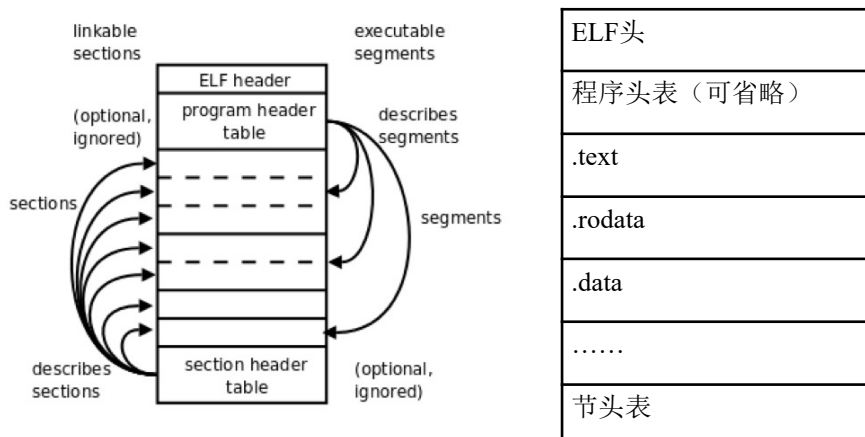 linkable
sections
executable
segments
ELF header
(optional,
ignored)
program header
table
describes
segments
sections
segments
describes
sections
section header
table
(optional,
ignored)
ELF头
程序头表（可省略）
.text
.rodata
.data
……
节头表